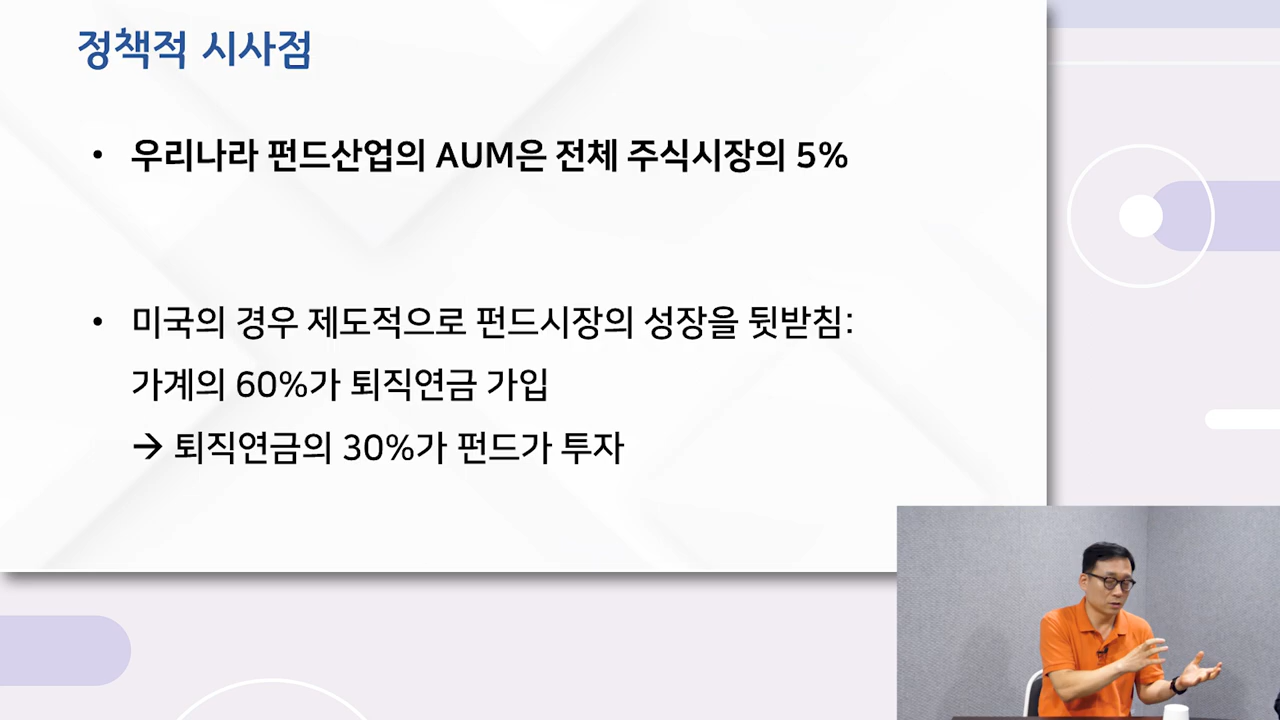 정책적 시사점
• 우리나라 펀드산업의 AUM은 전체 주식시장의 5%
• 미국의 경우 제도적으로 펀드시장의 성장을 뒷받침:
가계의 60%가 퇴직연금 가입
→ 퇴직연금의 30%가 펀드가 투자